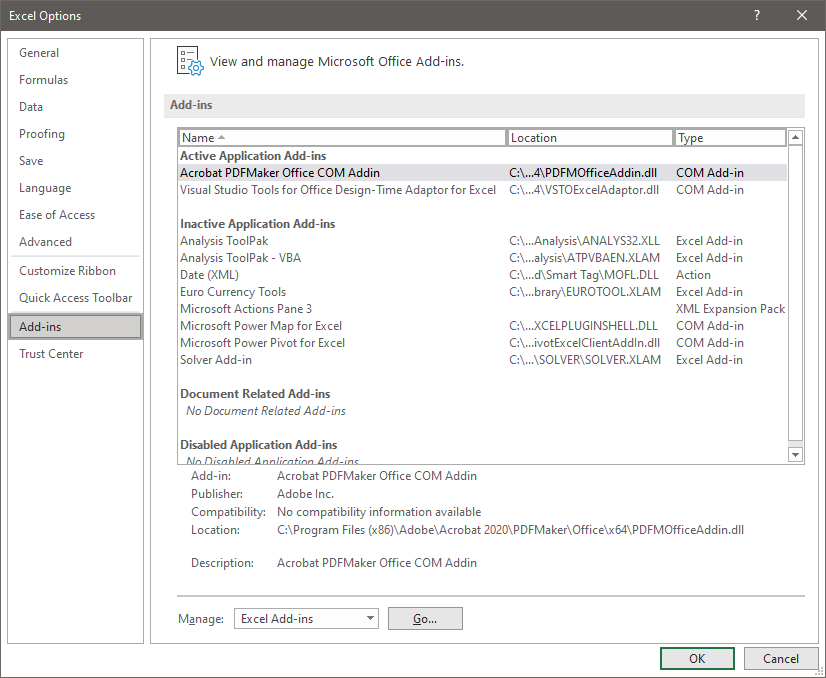 Excel Options
?
General
Formulas
Data
Proofing
Save
Language
Ease of Access
Advanced
Customize Ribbon
Quick Access Toolbar
Add-ins
Trust Center
View and manage Microsoft Office Add-ins.
Add-ins
Name Location Type
Active Application Add-ins
Acrobat PDFMaker Office COM Addin C:\...4\PDFMOfficeAddin.dll COM Add-in
Visual Studio Tools for Office Design-Time Adaptor for Excel C:\...4\VSTOExcelAdaptor.dll COM Add-in
Inactive Application Add-ins
Analysis ToolPak C:\...Analysis\ANALYS32.XLL Excel Add-in
Analysis ToolPak - VBA C:\...alysis\ATPVBAEN.XLAM Excel Add-in
Date (XML) C:\...d\Smart Tag\MOFL.DLL Action
Euro Currency Tools C:\...brary\EUROTOOL.XLAM Excel Add-in
Microsoft Actions Pane 3 XML Expansion Pack
Microsoft Power Map for Excel C:\...XCELPLUGINSHELL.DLL COM Add-in
Microsoft Power Pivot for Excel C:\...ivotExcelClientAddIn.dll COM Add-in
Solver Add-in C:\...\SOLVER\SOLVER.XLAM Excel Add-in
Document Related Add-ins
No Document Related Add-ins
Disabled Application Add-ins
No Disabled Application Add-ins
Add-in: Acrobat PDFMaker Office COM Addin
Publisher: Adobe Inc.
Compatibility: No compatibility information available
Location: C:\Program Files (x86)\Adobe\Acrobat 2020\PDFMaker\Office\x64\PDFMOfficeAddin.dll
Description: Acrobat PDFMaker Office COM Addin
Manage: Excel Add-ins Go...
OK Cancel